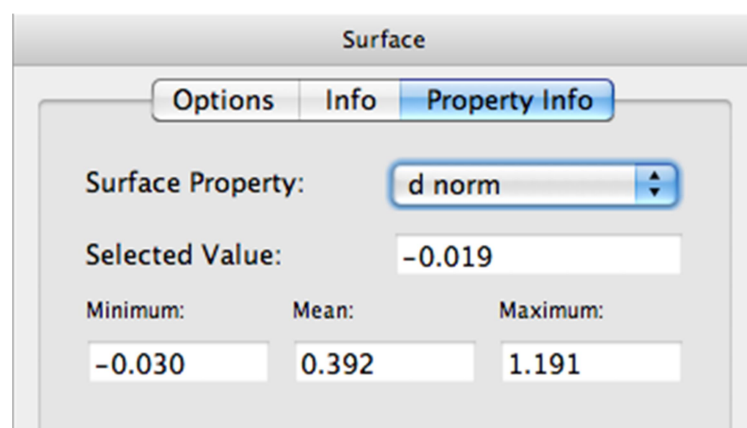 Surface
Options Info Property Info
Surface Property: d norm
Selected Value: -0.019
Minimum: Mean: Maximum:
-0.030 0.392 1.191